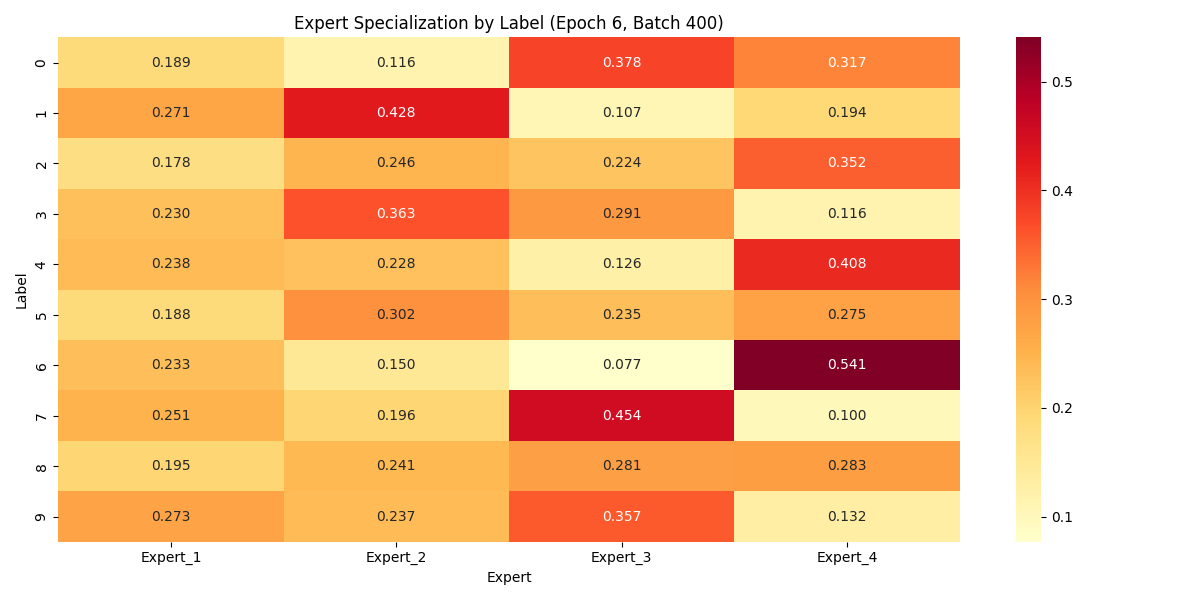 Expert Specialization by Label (Epoch 6, Batch 400)
0 0.189 0.116 0.378 0.317
1 0.271 0.428 0.107 0.194
2 0.178 0.246 0.224 0.352
3 0.230 0.363 0.291 0.116
4 0.238 0.228 0.126 0.408
5 0.188 0.302 0.235 0.275
6 0.233 0.150 0.077 0.541
7 0.251 0.196 0.454 0.100
8 0.195 0.241 0.281 0.283
9 0.273 0.237 0.357 0.132
Label
Expert_1 Expert_2 Expert_3 Expert_4
Expert
0.5
0.4
0.3
0.2
0.1